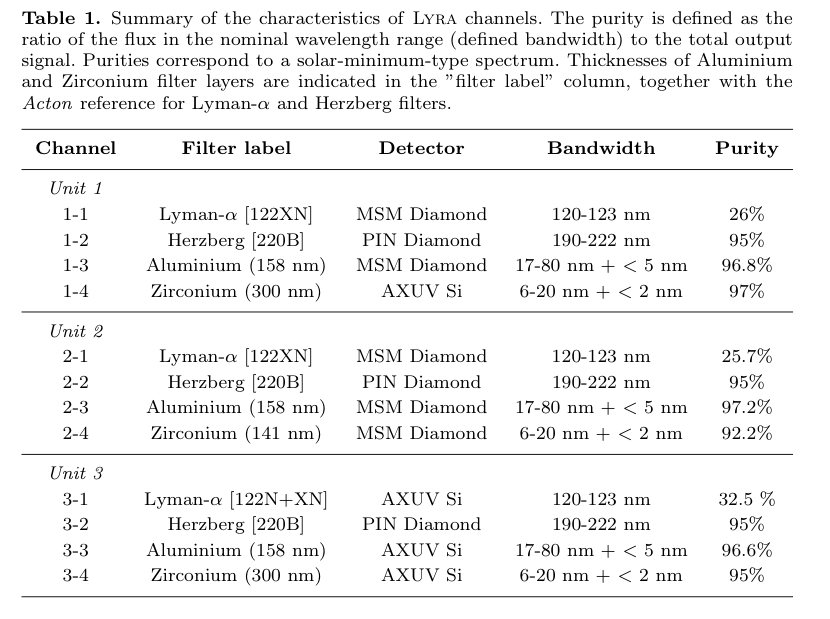 Table 1. Summary of the characteristics of LYRA channels. The purity is defined as the
ratio of the flux in the nominal wavelength range (defined bandwidth) to the total output
signal. Purities correspond to a solar-minimum-type spectrum. Thicknesses of Aluminium
and Zirconium filter layers are indicated in the ”filter label” column, together with the
Acton reference for Lyman-α and Herzberg filters.
Channel Filter label Detector Bandwidth Purity
Unit 1
1-1 Lyman-α [122XN] MSM Diamond 120-123 nm 26%
1-2 Herzberg [220B] PIN Diamond 190-222 nm 95%
1-3 Aluminium (158 nm) MSM Diamond 17-80 nm + < 5 nm 96.8%
1-4 Zirconium (300 nm) AXUV Si 6-20 nm + < 2 nm 97%
Unit 2
2-1 Lyman-α [122XN] MSM Diamond 120-123 nm 25.7%
2-2 Herzberg [220B] PIN Diamond 190-222 nm 95%
2-3 Aluminium (158 nm) MSM Diamond 17-80 nm + < 5 nm 97.2%
2-4 Zirconium (141 nm) MSM Diamond 6-20 nm + < 2 nm 92.2%
Unit 3
3-1 Lyman-α [122N+XN] AXUV Si 120-123 nm 32.5 %
3-2 Herzberg [220B] PIN Diamond 190-222 nm 95%
3-3 Aluminium (158 nm) AXUV Si 17-80 nm + < 5 nm 96.6%
3-4 Zirconium (300 nm) AXUV Si 6-20 nm + < 2 nm 95%